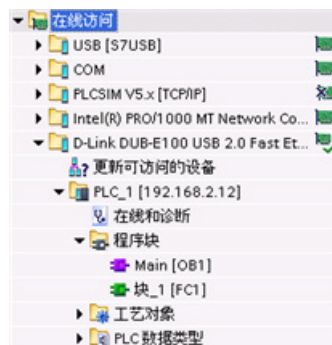 在线访问
USB [S7USB]
COM
PLCSIM V5.x [TCP/IP]
Intel(R) PRO/1000 MT Network Co...
D-Link DUB-E100 USB 2.0 Fast Et...
更新可访问的设备
PLC_1 [192.168.2.12]
在线和诊断
程序块
Main [OB1]
块_1 [FC1]
工艺对象
PLC 数据类型